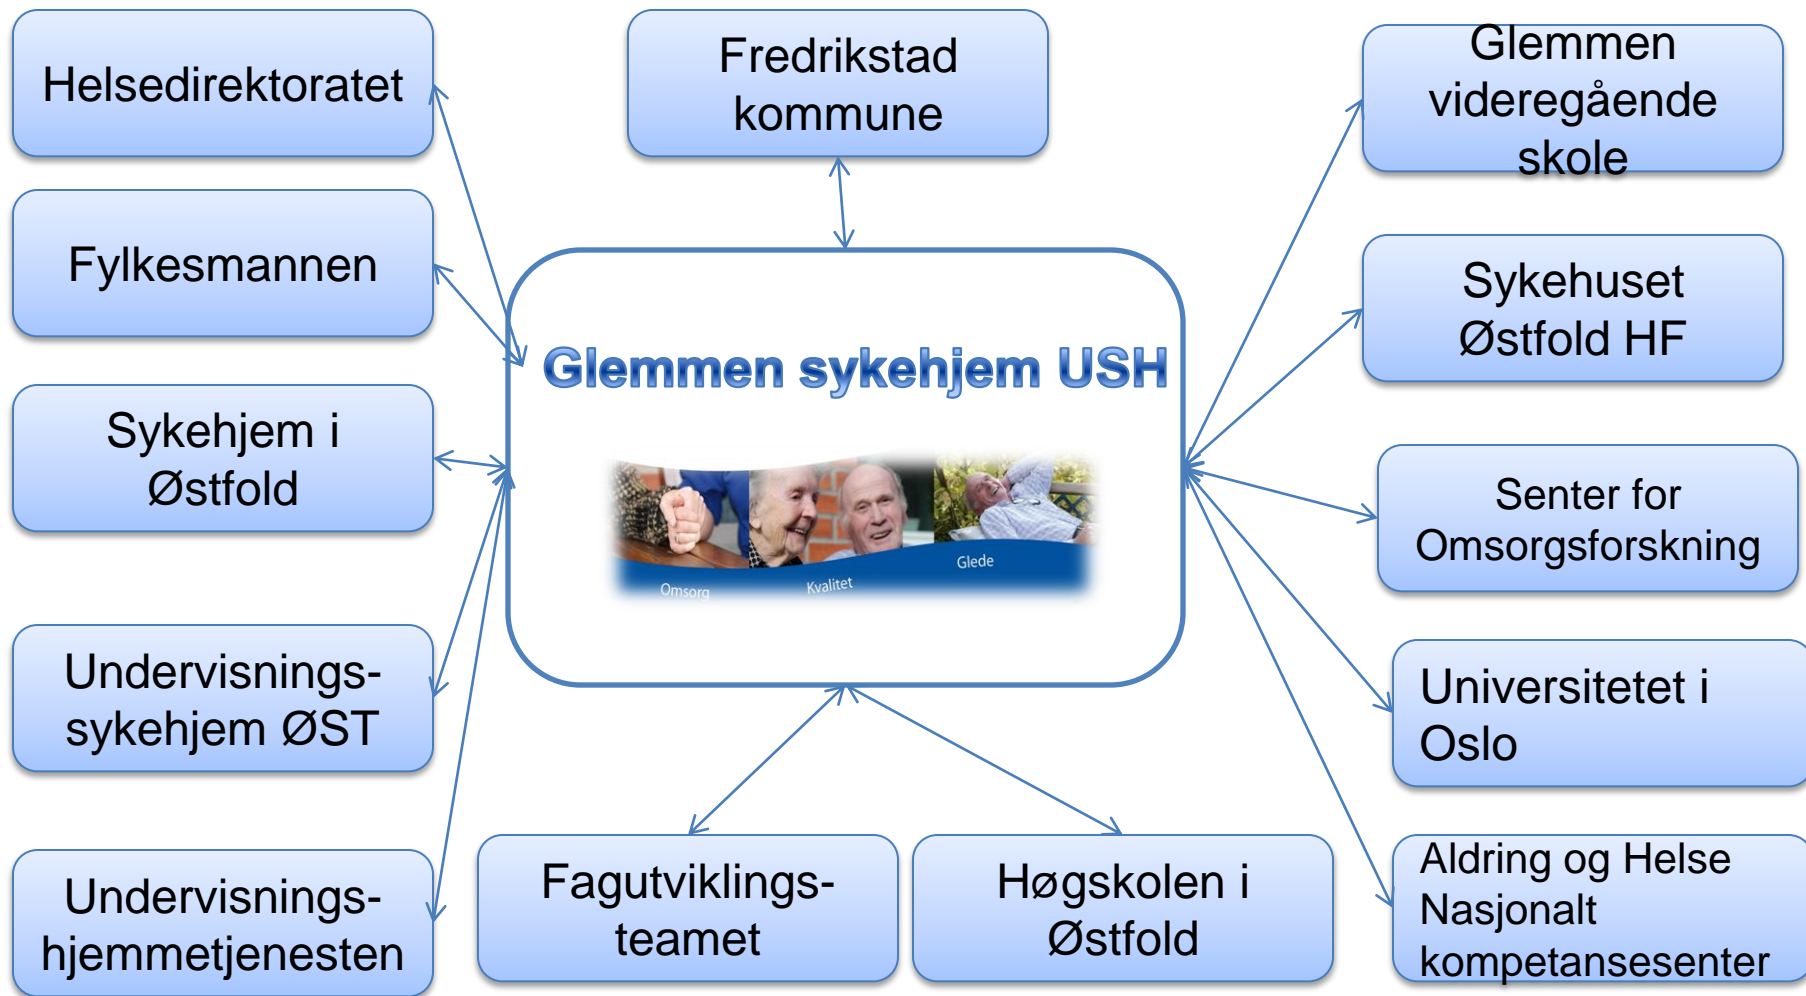 Helsedirektoratet
Fredrikstad
kommune
Glemmen
videregående
skole
Fylkesmannen
Sykehuset
Østfold HF
Glemmen sykehjem USH
Sykehjem i
Østfold
Omsorg
Kvalitet
Glede
Senter for
Omsorgsforskning
Undervisnings-
sykehjem ØST
Universitetet i
Oslo
Undervisnings-
hjemmetjenesten
Fagutviklings-
teamet
Høgskolen i
Østfold
Aldring og Helse
Nasjonalt
kompetansesenter